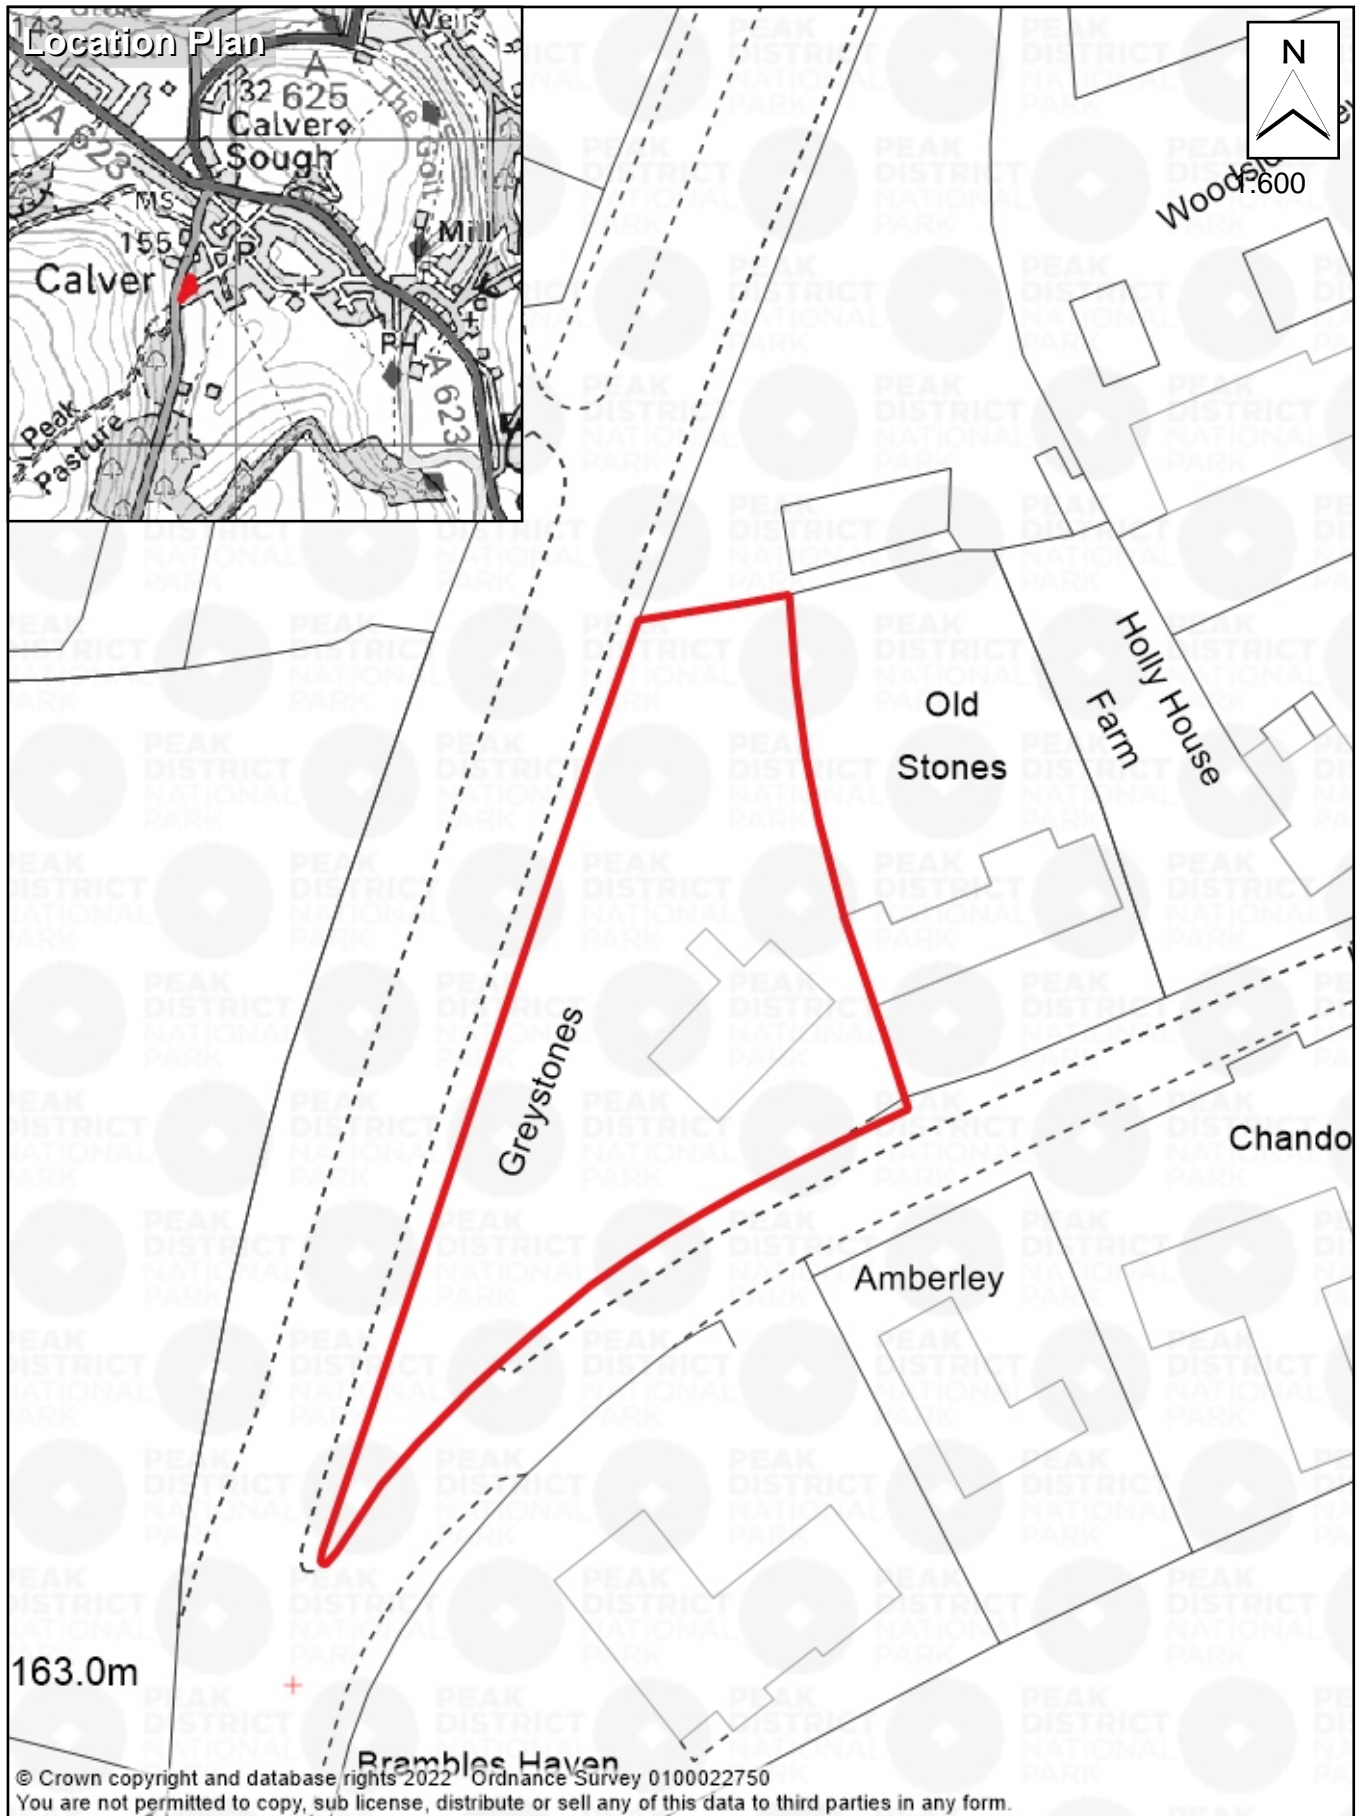 Location Plan
143
Weir
A 625
132
The Goit
Calver
Sough
A 623
MS
155
P
Mill
Calver
PH
A 623
Peak
Pasture
N
1:600
Old
Stones
Holly House
Farm
Greystones
Amberley
Chando
163.0m
Brambles Haven
© Crown copyright and database rights 2022 Ordnance Survey 0100022750
You are not permitted to copy, sub license, distribute or sell any of this data to third parties in any form.
PEAK
DISTRICT
NATIONAL
PARK